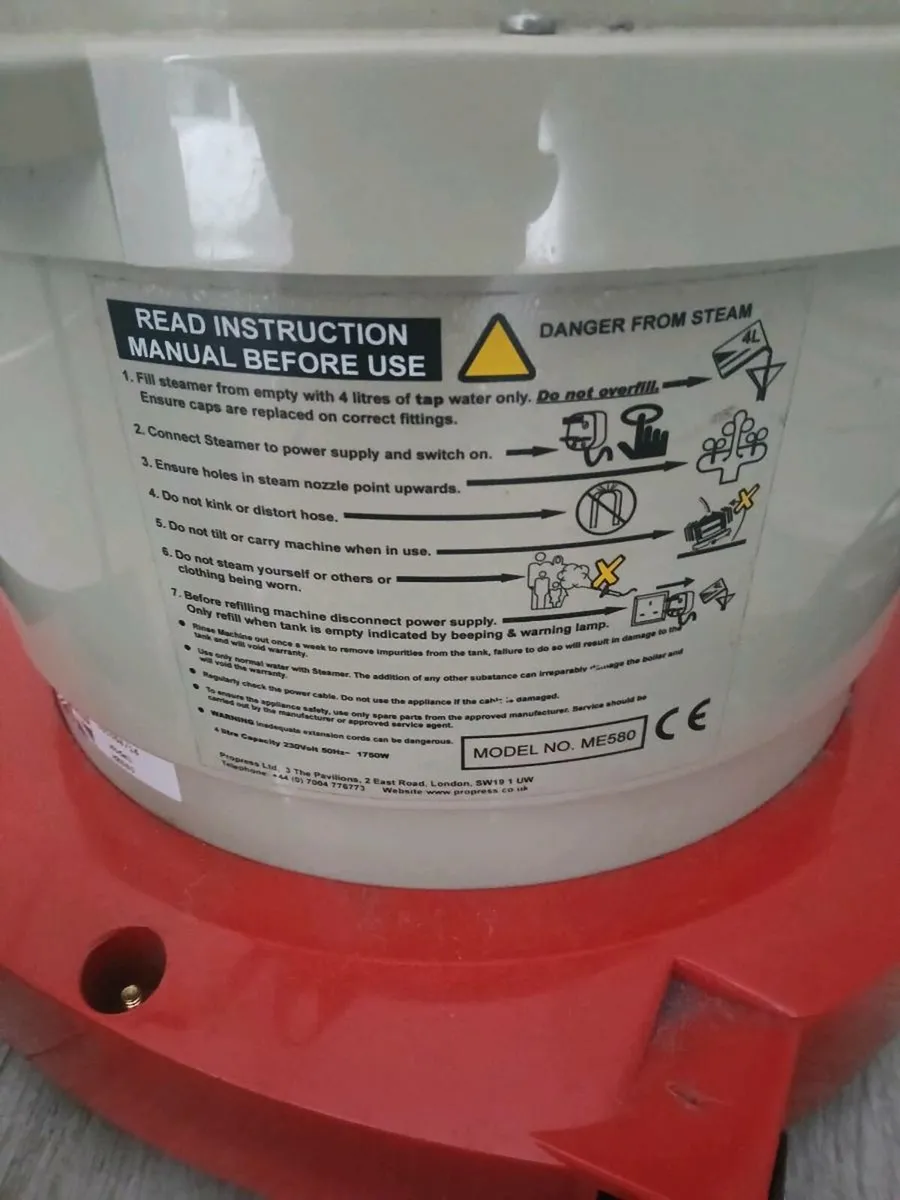 READ INSTRUCTION
MANUAL BEFORE USE
DANGER FROM STEAM
1. Fill steamer from empty with 4 litres of tap water only. Do not overfill.
4L
Ensure caps are replaced on correct fittings.
2. Connect Steamer to power supply and switch on.
3. Ensure holes in steam nozzle point upwards.
4. Do not kink or distort hose.
5. Do not tilt or carry machine when in use.
6. Do not steam yourself or others or
clothing being worn.
7. Before refilling machine disconnect power supply.
4L
Only refill when tank is empty indicated by beeping & warning lamp.
● Rinse Machine out once a week to remove impurities from the tank, failure to do so will result in damage to the
tank and will void warranty.
● Use only normal water with Steamer. The addition of any other substance can irreparably damage the boiler and
will void the warranty.
● Regularly check the power cable. Do not use the appliance if the cable is damaged.
● To ensure the appliance safety, use only spare parts from the approved manufacturer. Service should be
carried out by the manufacturer or approved service agent.
● WARNING inadequate extension cords can be dangerous.
4 litre Capacity 230Volt 50Hz~ 1750W
MODEL NO. ME580
CE
Propress Ltd. 3 The Pavilions, 2 East Road, London, SW19 1 UW
Telephone: +44 (0) 7004 776773 Website www.propress.co.uk